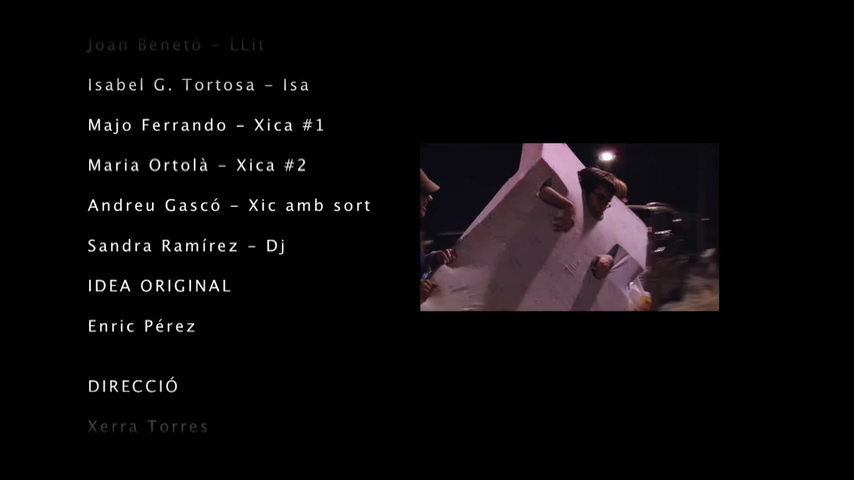 Joan Benetó – LLit
Isabel G. Tortosa – Isa
Majo Ferrando – Xica #1
Maria Ortolà – Xica #2
Andreu Gascó – Xic amb sort
Sandra Ramírez – Dj
IDEA ORIGINAL
Enric Pérez
DIRECCIÓ
Xerra Torres